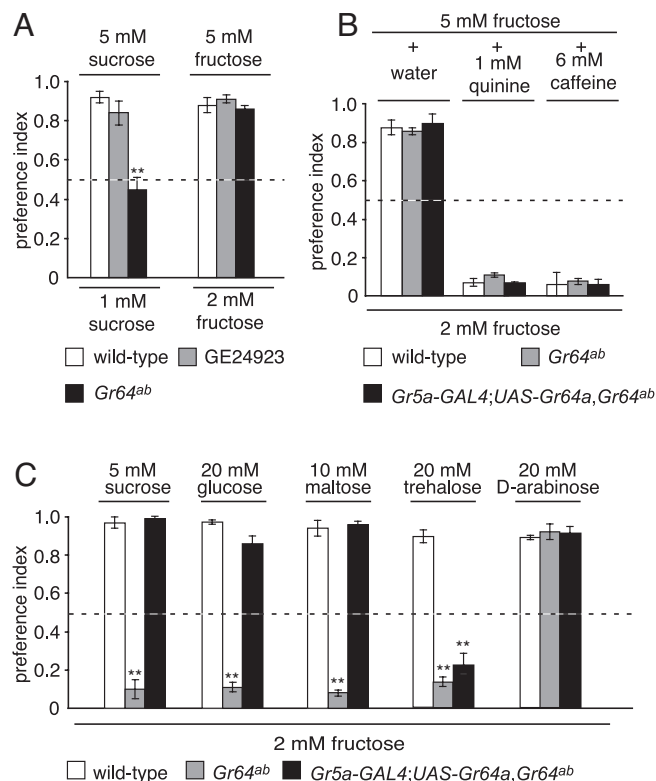 A
5 mM 5 mM
sucrose fructose
preference index
1.0
0.8
0.6
0.4
0.2
0
**
1 mM 2 mM
sucrose fructose
wild-type GE24923
Gr64ab
B
5 mM fructose
+ + +
water 1 mM 6 mM
quinine caffeine
preference index
1.0
0.8
0.6
0.4
0.2
0
2 mM fructose
wild-type Gr64ab
Gr5a-GAL4;UAS-Gr64a,Gr64ab
C
5 mM 20 mM 10 mM 20 mM 20 mM
sucrose glucose maltose trehalose D-arabinose
preference index
1.0
0.8
0.6
0.4
0.2
0
** ** ** ** **
2 mM fructose
wild-type Gr64ab Gr5a-GAL4;UAS-Gr64a,Gr64ab